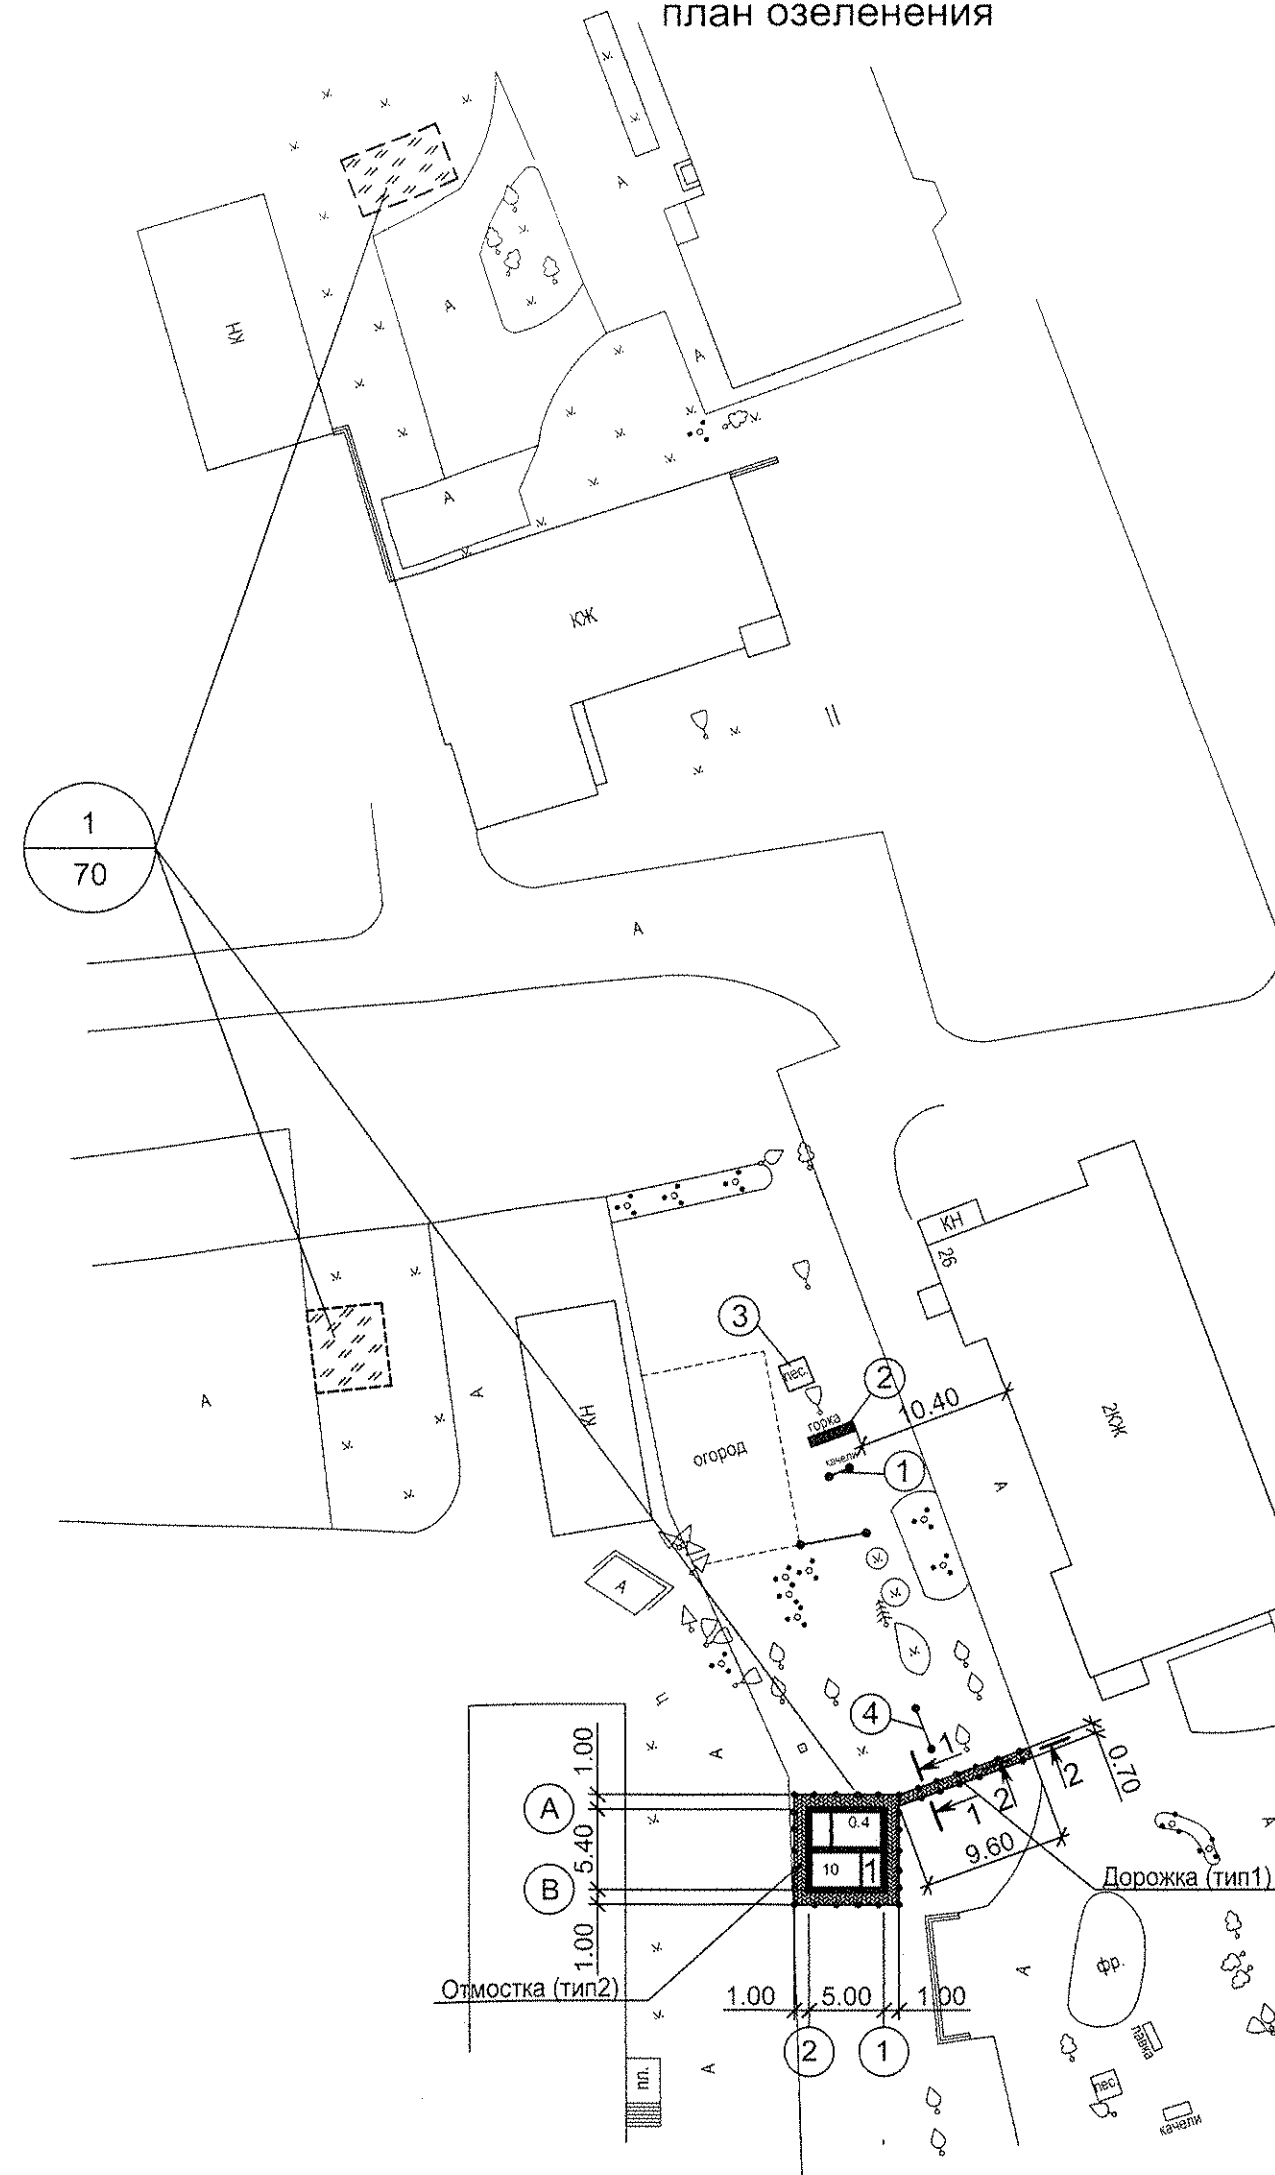 план озеленения
А
КН
А
А
А
КЖ
1
70
А
КН
26
3
пес.
2
10.40
горка
качели
1
огород
КН
А
А
2КЖ
А
А
П
4
1
2
0.70
1
2
9.60
А
1.00
А
5.40
В
1.00
0.4
10
1
А
Дорожка (тип1)
Отмостка (тип2)
А
фр.
1.00
5.00
1.00
2
1
лавка
пл.
А
пес.
качели